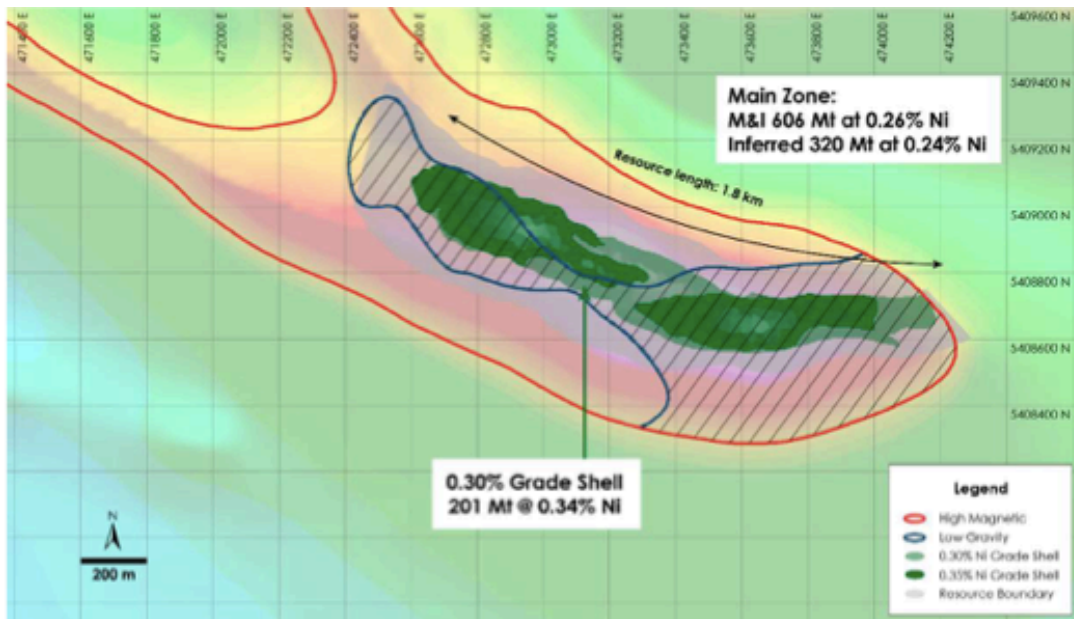 471400 E
471600 E
471800 E
472000 E
472200 E
472400 E
472600 E
472800 E
473000 E
473200 E
473400 E
473600 E
473800 E
474000 E
474200 E
5409600 N
5409400 N
5409200 N
5409000 N
5408800 N
5408600 N
5408400 N
Main Zone:
M&I 606 Mt at 0.26% Ni
Inferred 320 Mt at 0.24% Ni
Resource length: 1.8 km
0.30% Grade Shell
201 Mt @ 0.34% Ni
N
200 m
Legend
High Magnetic
Low Gravity
0.30% Ni Grade Shell
0.35% Ni Grade Shell
Resource Boundary